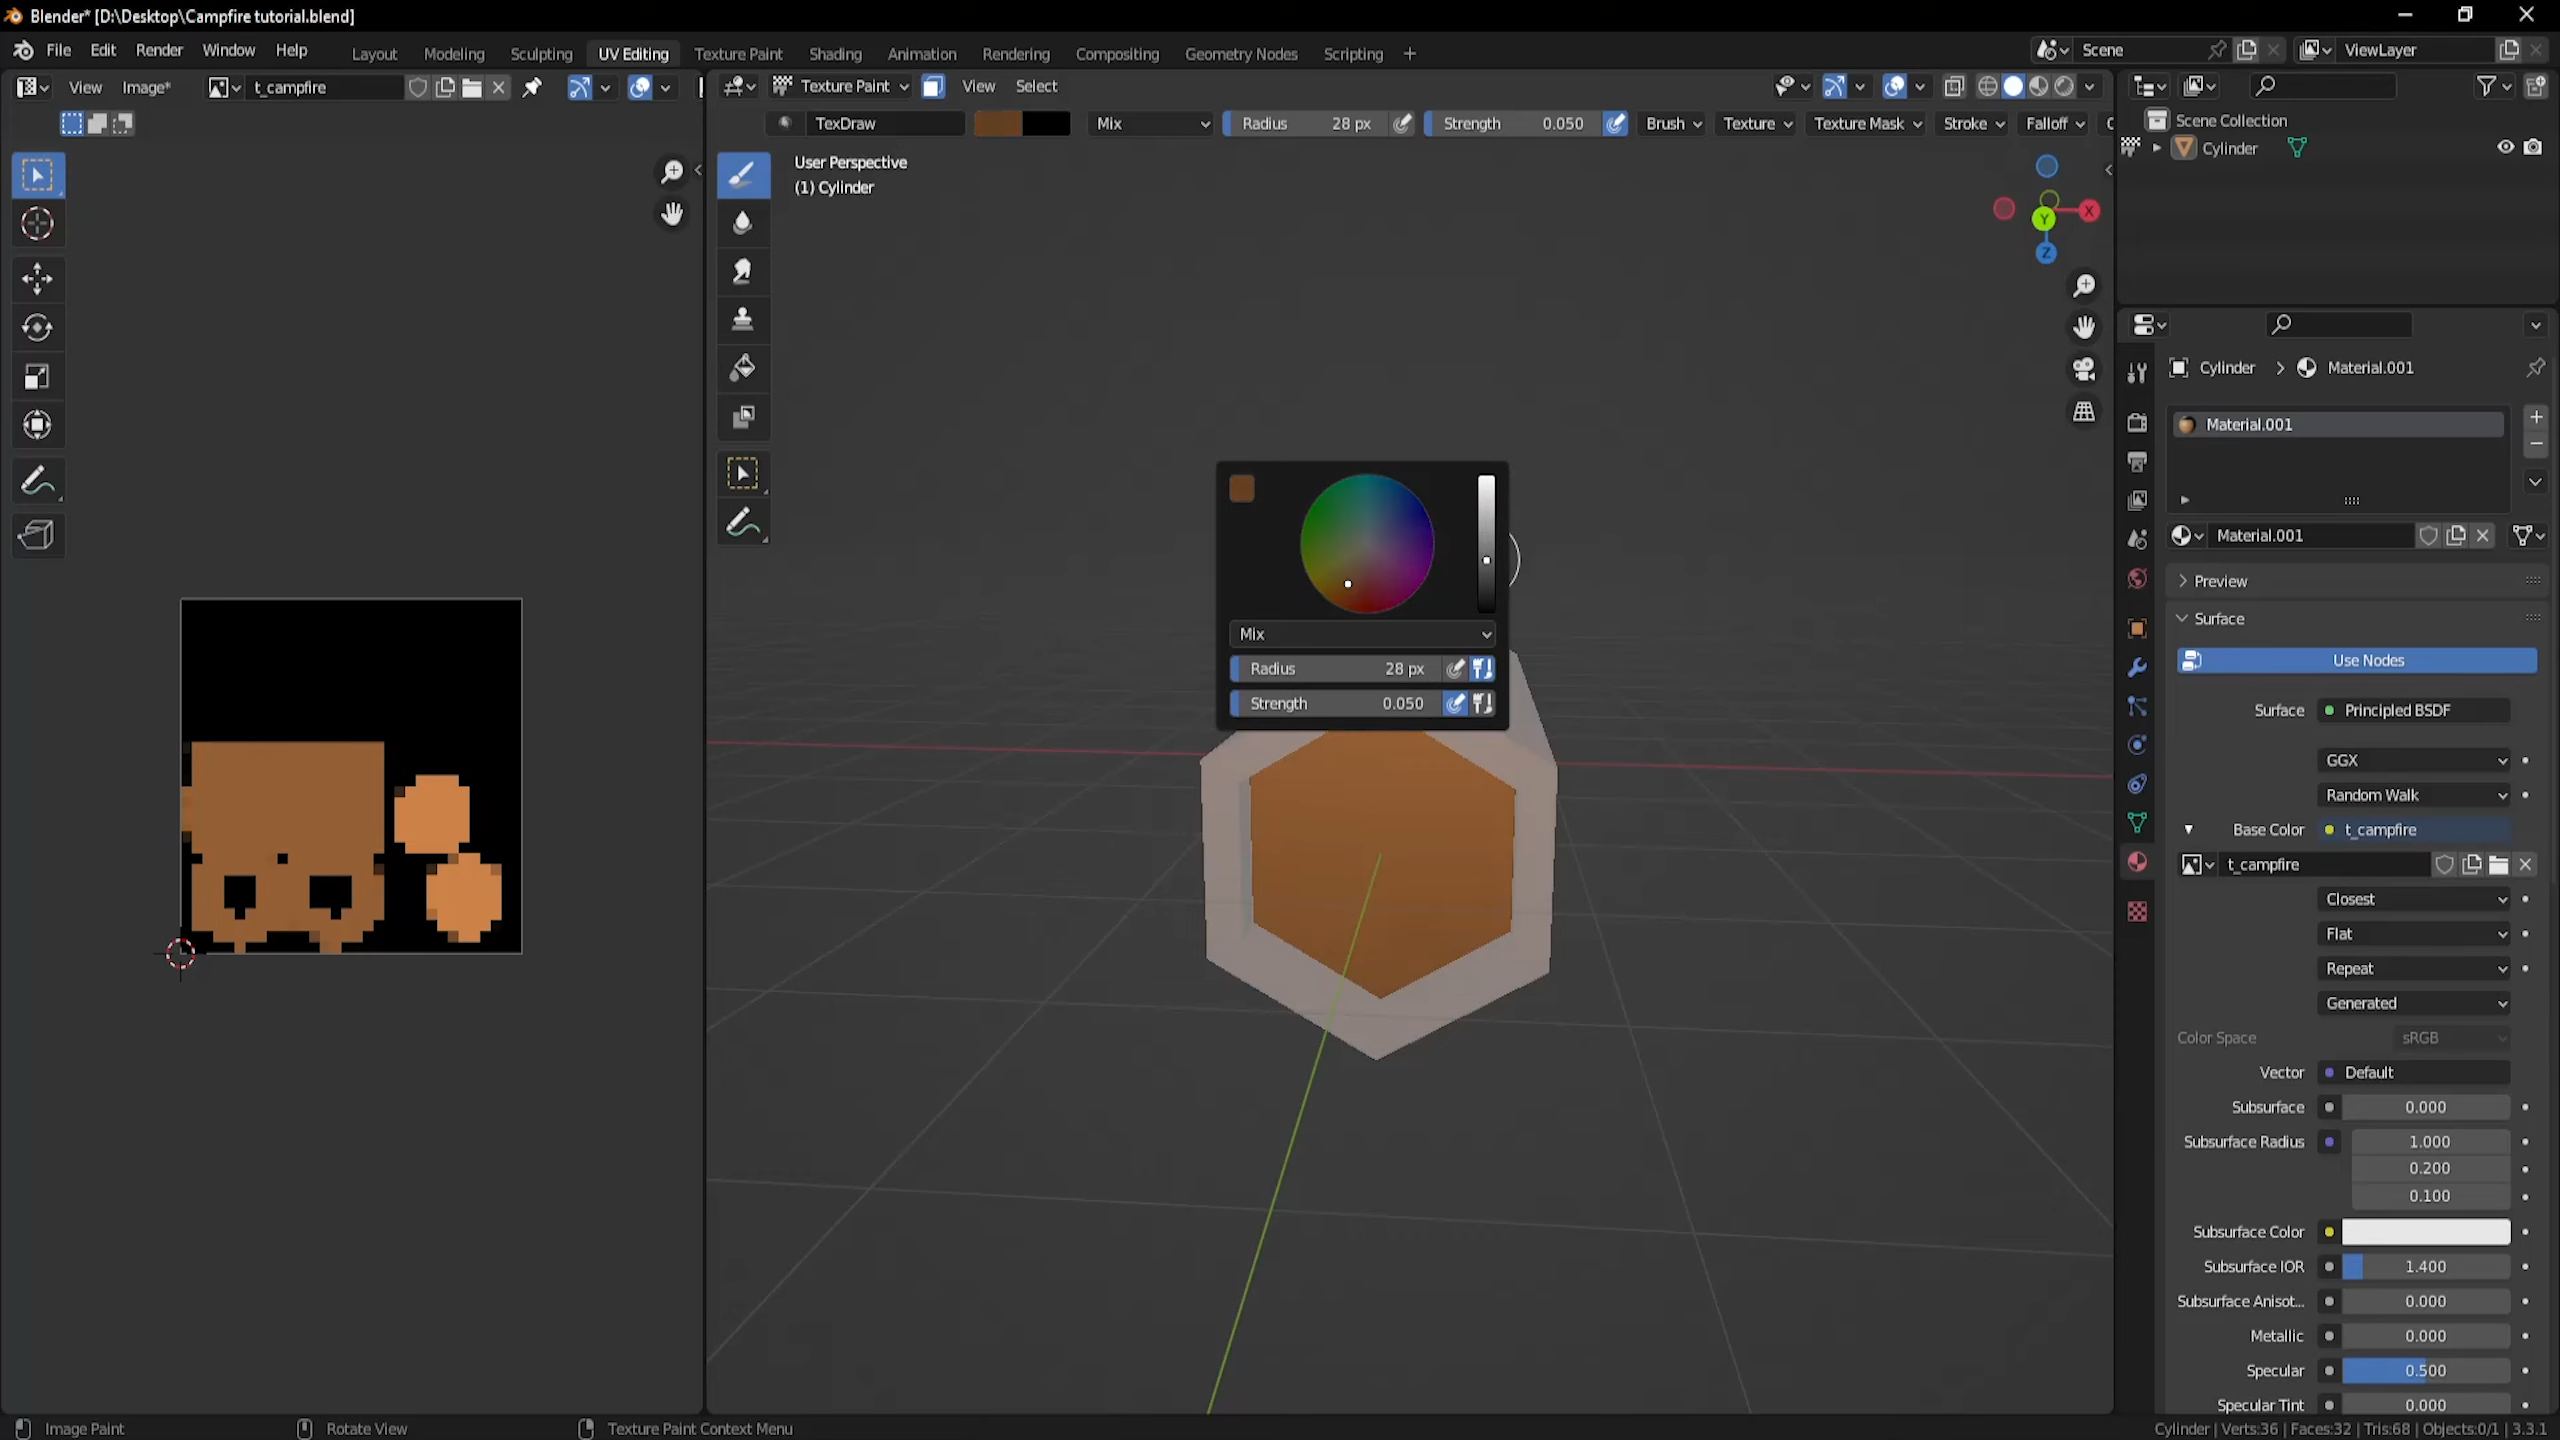 Blender* [D:\Desktop\Campfire tutorial.blend]
File Edit Render Window Help Layout Modeling Sculpting UV Editing Texture Paint Shading Animation Rendering Compositing Geometry Nodes Scripting + Scene ViewLayer
View Image* t_campfire Texture Paint View Select
TexDraw Mix Radius 28 px Strength 0.050 Brush Texture Texture Mask Stroke Falloff
Scene Collection
Cylinder
User Perspective
(1) Cylinder
X
Y
Z
Mix
Radius 28 px
Strength 0.050
Cylinder > Material.001
Material.001
Material.001
Preview
Surface
Use Nodes
Surface Principled BSDF
GGX
Random Walk
Base Color t_campfire
t_campfire
Closest
Flat
Repeat
Generated
Color Space sRGB
Vector Default
Subsurface 0.000
Subsurface Radius 1.000
0.200
0.100
Subsurface Color
Subsurface IOR 1.400
Subsurface Anisot... 0.000
Metallic 0.000
Specular 0.500
Specular Tint 0.000
Image Paint Rotate View Texture Paint Context Menu Cylinder | Verts:36 | Faces:32 | Tris:68 | Objects:0/1 | 3.3.1